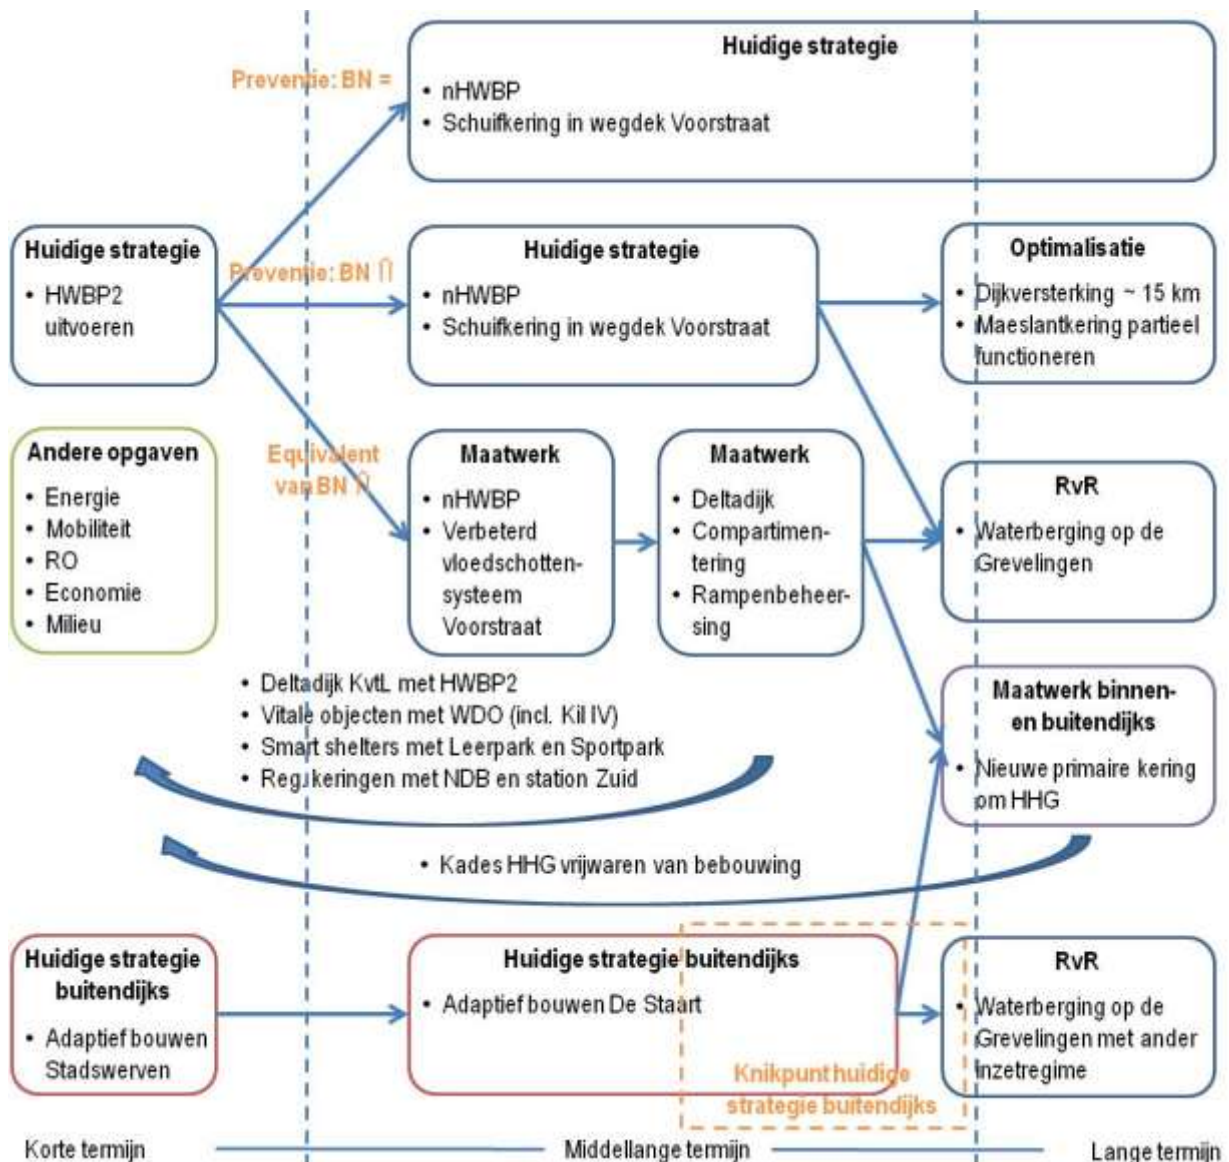 Huidige strategie
Preventie: BN =
• nHWBP
• Schuifkering in wegdek Voorstraat
Huidige strategie
• HWBP2
uitvoeren
Preventie: BN ⇑
Huidige strategie
• nHWBP
• Schuifkering in wegdek Voorstraat
Optimalisatie
• Dijkversterking ~ 15 km
• Maeslantkering partieel
functioneren
Andere opgaven
• Energie
• Mobiliteit
• RO
• Economie
• Milieu
Equivalent
van BN ⇑
Maatwerk
• nHWBP
• Verbeterd
vloedschotten-
systeem
Voorstraat
Maatwerk
• Deltadijk
• Compartimen-
tering
• Rampenbeheer-
sing
RvR
• Waterberging op de
Grevelingen
• Deltadijk KvtL met HWBP2
• Vitale objecten met WDO (incl. Kil IV)
• Smart shelters met Leerpark en Sportpark
• Reg. keringen met NDB en station Zuid
Maatwerk binnen-
en buitendijks
• Nieuwe primaire kering
om HHG
• Kades HHG vrijwaren van bebouwing
Huidige strategie
buitendijks
• Adaptief bouwen
Stadswerven
Huidige strategie buitendijks
• Adaptief bouwen De Staart
Knikpunt huidige
strategie buitendijks
RvR
• Waterberging op de
Grevelingen met ander
inzetregime
Korte termijn
Middellange termijn
Lange termijn